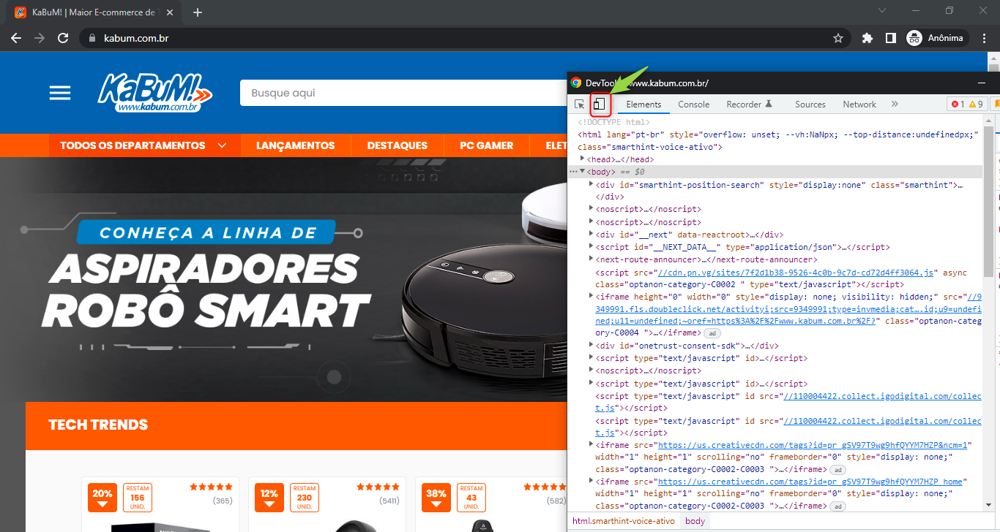 KaBuM! | Maior E-commerce de
kabum.com.br
Anônima
KaBuM!
www.kabum.com.br
Busque aqui
TODOS OS DEPARTAMENTOS
LANÇAMENTOS
DESTAQUES
PC GAMER
CONHEÇA A LINHA DE
ASPIRADORES
ROBÔ SMART
TECH TRENDS
20%
RESTAM
156
UNID.
(365)
12%
RESTAM
230
UNID.
(5411)
38%
RESTAM
43
UNID.
(582)
www.kabum.com.br/
Elements
Console
Recorder
Sources
Network
1
9
<!DOCTYPE html>
<html lang="pt-br" style="overflow: unset; --vh:NaNpx; --top-distance:undefinedpx;"
class="smarthint-voice-ativo">
<head>…</head>
<body> == $0
<div id="smarthint-position-search" style="display:none" class="smarthint">…
</div>
<noscript>…</noscript>
<noscript>…</noscript>
<div id="__next" data-reactroot>…</div>
<script id="__NEXT_DATA__" type="application/json">…</script>
<next-route-announcer>…</next-route-announcer>
<script src="//cdn.pn.vg/sites/7f2d1b38-9526-4c0b-9c7d-cd72d4ff3064.js" async
class="optanon-category-C0002 " type="text/javascript"></script>
<iframe height="0" width="0" style="display: none; visibility: hidden;" src="//9
349991.fls.doubleclick.net/activityi;src=9349991;type=invmedia;cat…id;u9=undefi
ned;u11=undefined;~oref=https%3A%2F%2Fwww.kabum.com.br%2F?" class="optanon-categ
ory-C0004 ">…</iframe> ad
<div id="onetrust-consent-sdk">…</div>
<script type="text/javascript" id>…</script>
<noscript>…</noscript>
<script type="text/javascript" id>…</script>
<script type="text/javascript" id src="//110004422.collect.igodigital.com/collec
t.js"></script>
<script type="text/javascript" id src="//110004422.collect.igodigital.com/collec
t.js"></script>
<iframe src="https://us.creativecdn.com/tags?id=pr_gSV97T9wg9hfQYYM7HZP&ncm=1"
width="1" height="1" scrolling="no" frameborder="0" style="display: none;"
class="optanon-category-C0002-C0003 ">…</iframe> ad
<iframe src="https://us.creativecdn.com/tags?id=pr_gSV97T9wg9hfQYYM7HZP_home"
width="1" height="1" scrolling="no" frameborder="0" style="display: none;"
class="optanon-category-C0002-C0003 ">…</iframe> ad
html.smarthint-voice-ativo
body